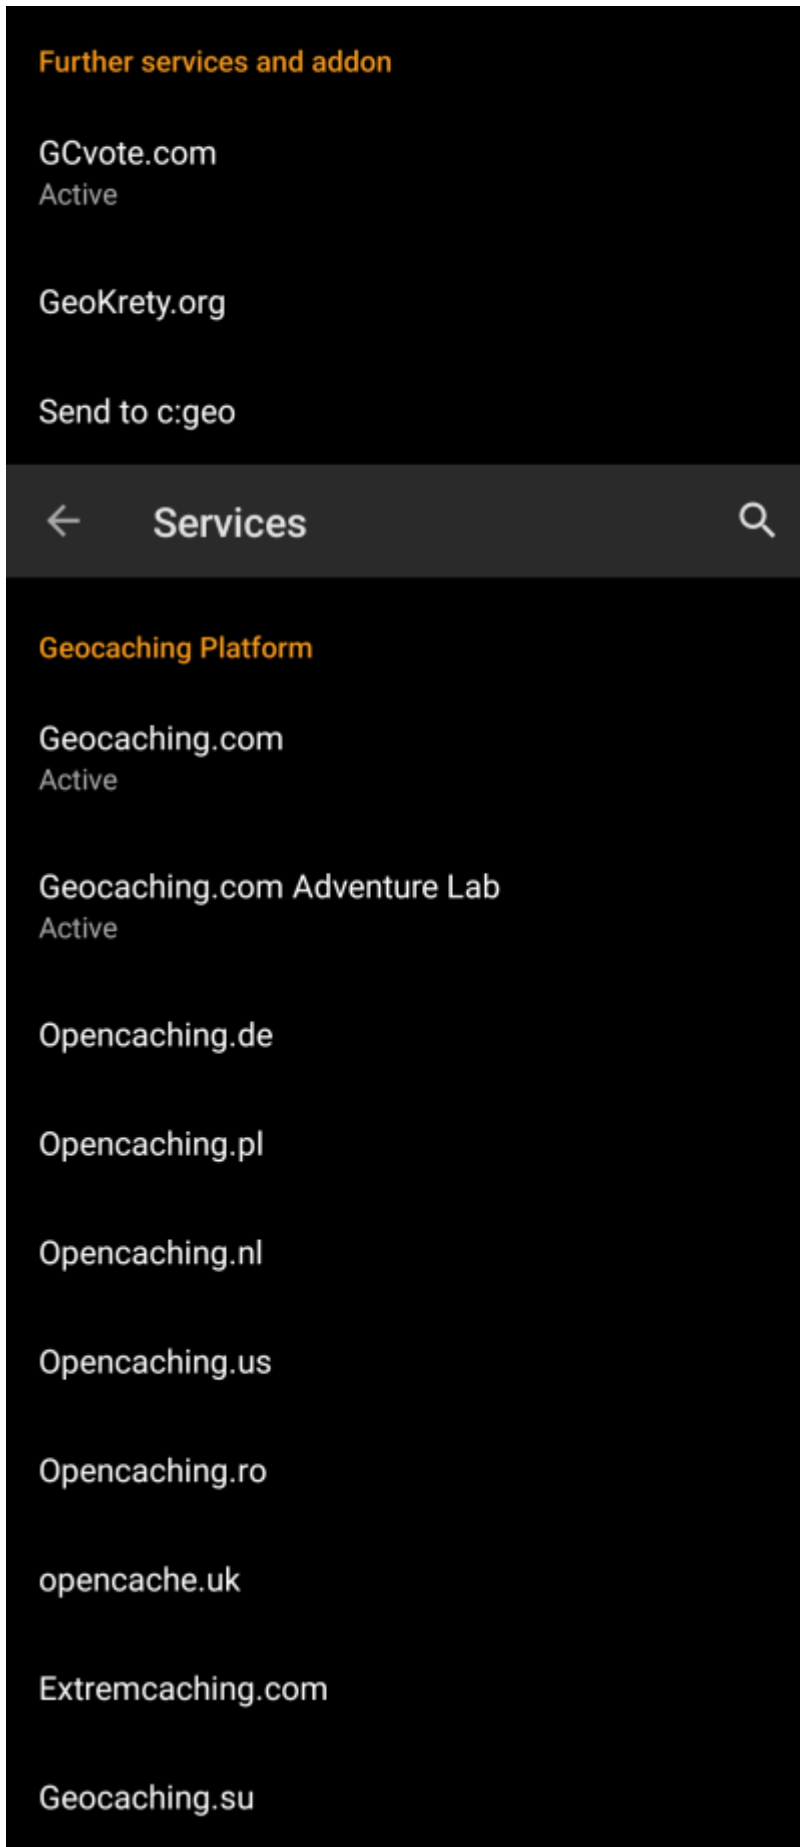 Further services and addon
GCvote.com
Active
GeoKrety.org
Send to c:geo
Services
Geocaching Platform
Geocaching.com
Active
Geocaching.com Adventure Lab
Active
Opencaching.de
Opencaching.pl
Opencaching.nl
Opencaching.us
Opencaching.ro
opencache.uk
Extremcaching.com
Geocaching.su